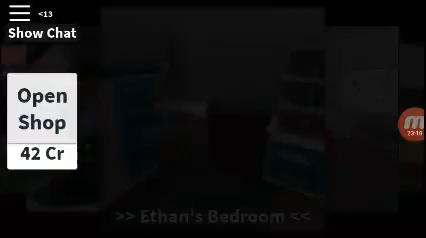 <13
Show Chat
Open
Shop
42 Cr
>> Ethan's Bedroom <<